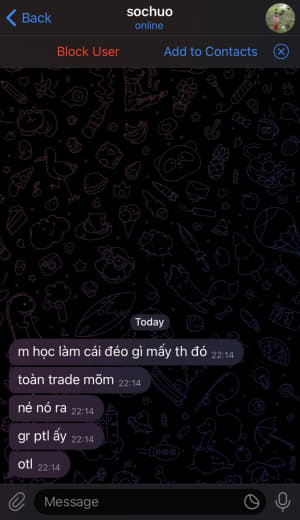 Back
sochuo
online
Block User
Add to Contacts
Today
m học làm cái đéo gì mấy th đó 22:14
toàn trade mõm 22:14
né nó ra 22:14
gr ptl ấy 22:14
otl 22:14
Message